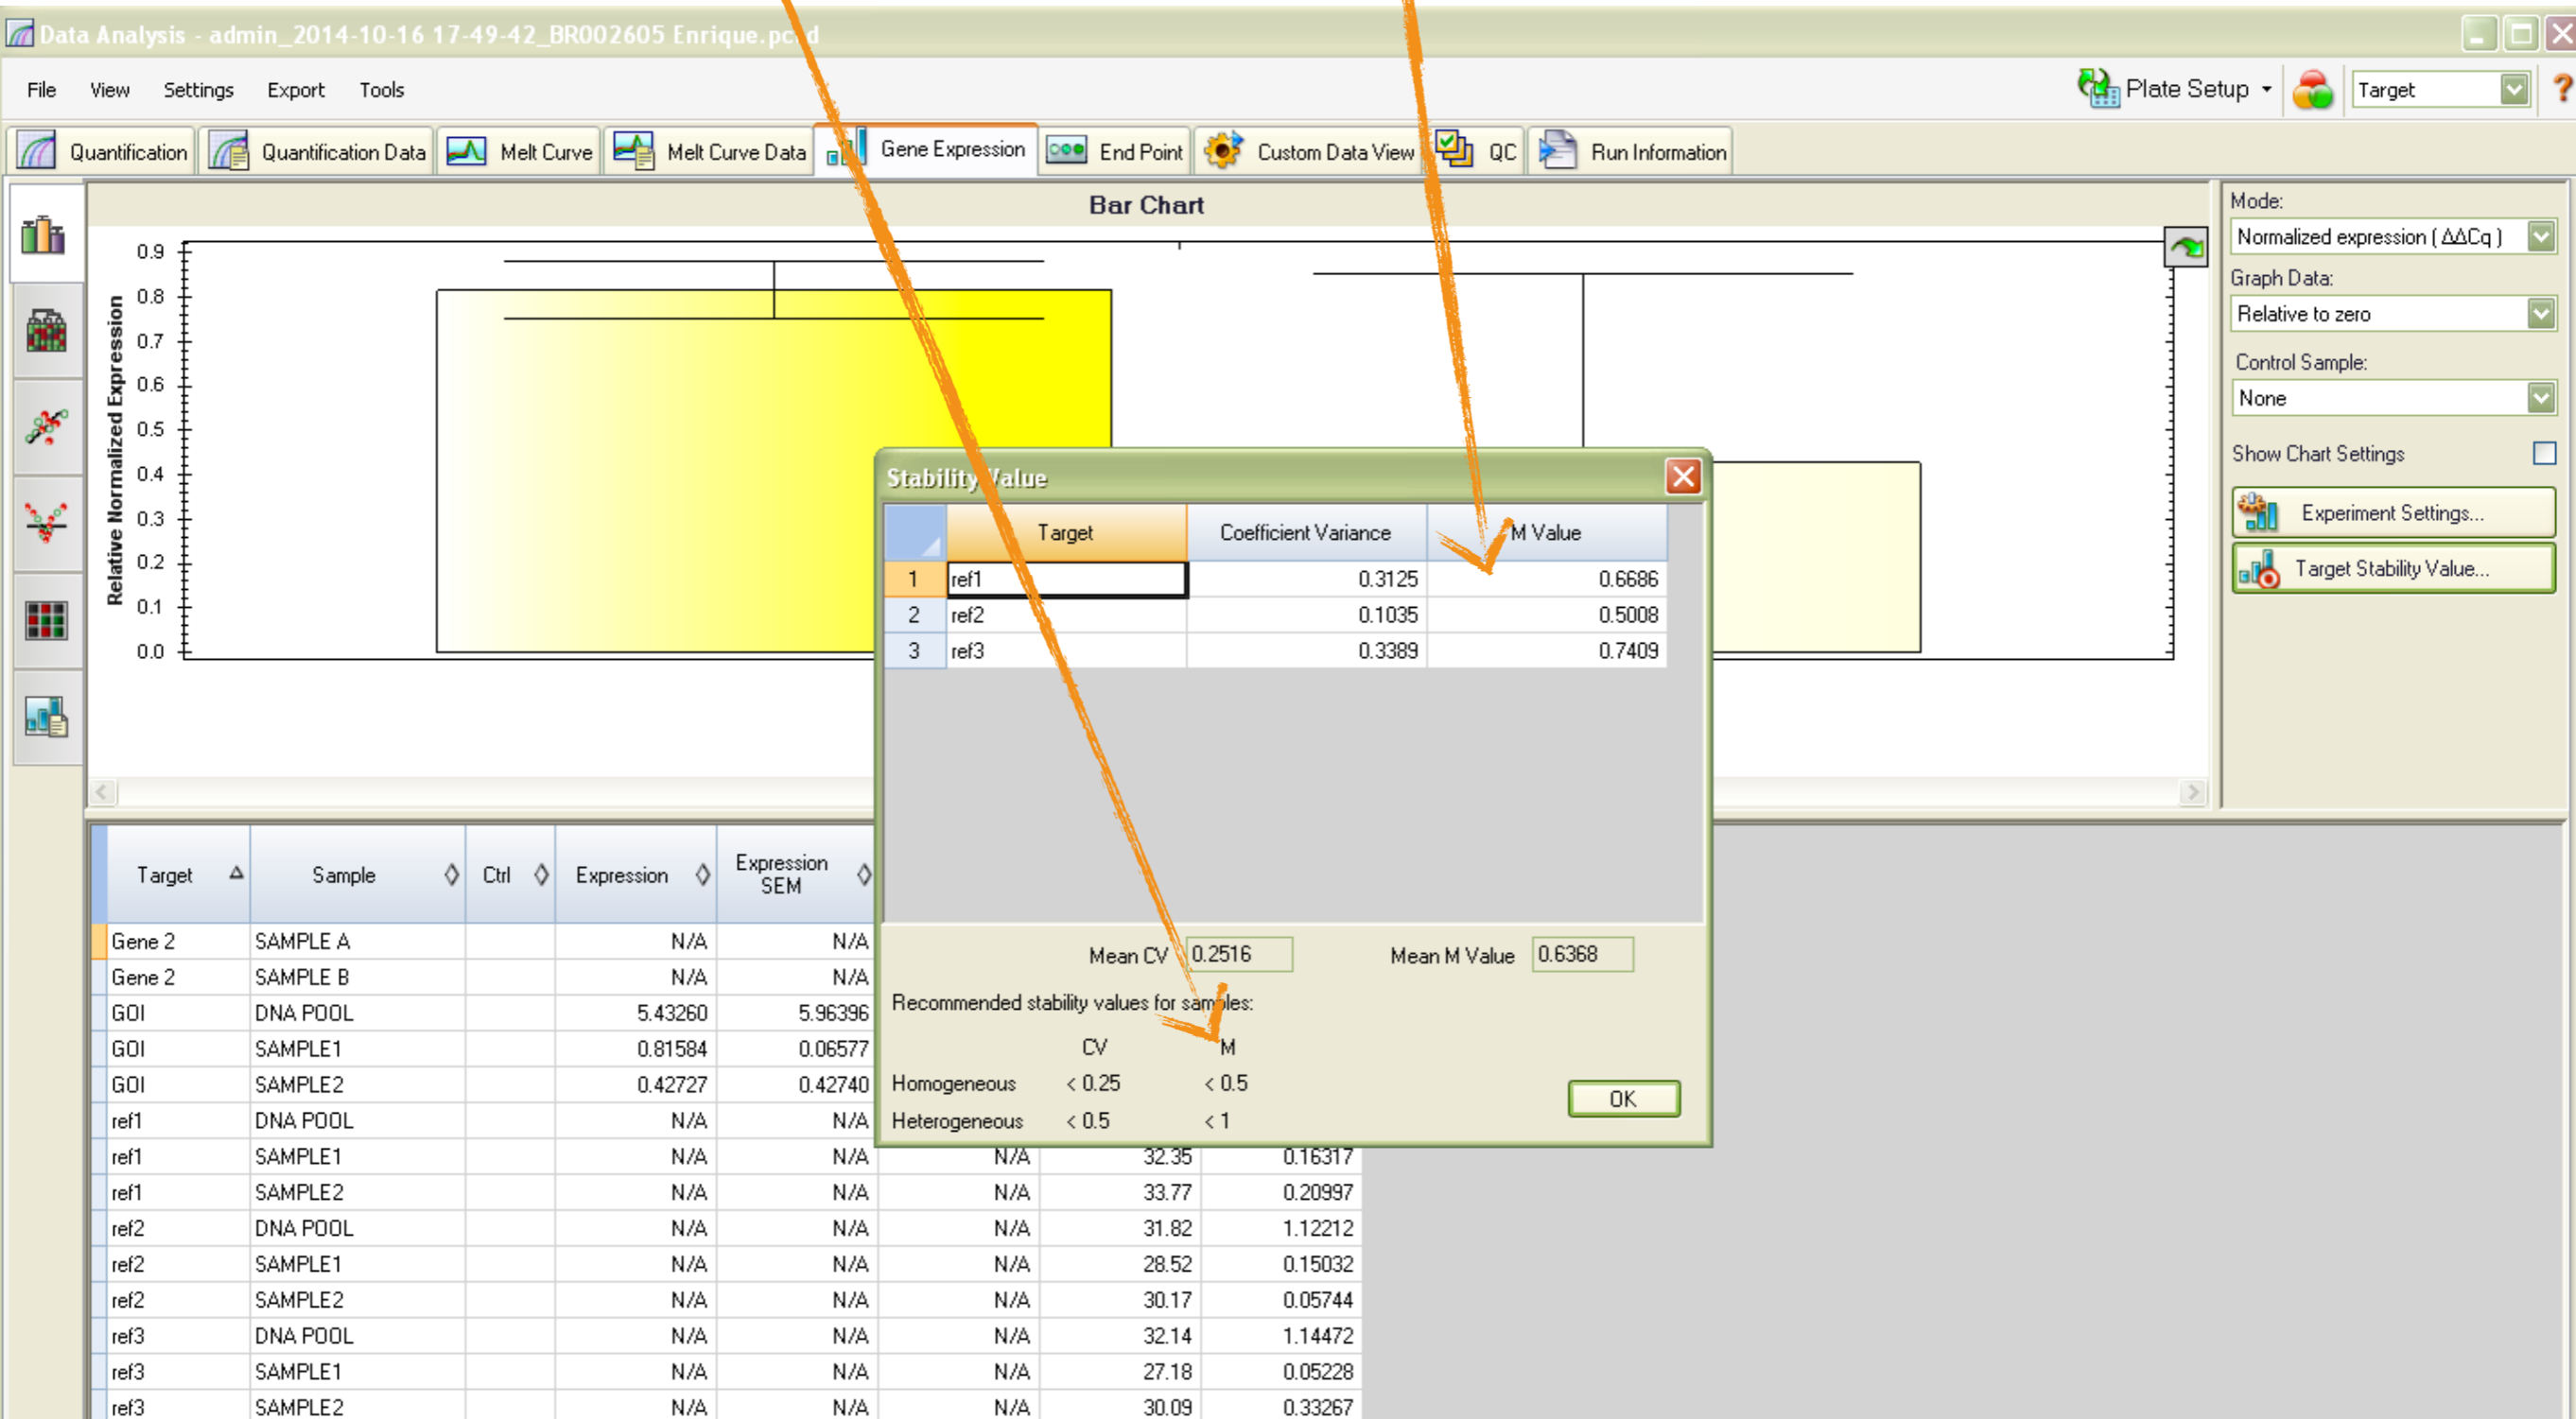 Data Analysis - admin_2014-10-16 17-49-42_BR002605 Enrique.pcrd
File View Settings Export Tools Plate Setup Target ?
Quantification Quantification Data Melt Curve Melt Curve Data Gene Expression End Point Custom Data View QC Run Information
Bar Chart
Relative Normalized Expression
0.9
0.8
0.7
0.6
0.5
0.4
0.3
0.2
0.1
0.0
Mode:
Normalized expression ( ΔΔCq )
Graph Data:
Relative to zero
Control Sample:
None
Show Chart Settings
Experiment Settings...
Target Stability Value...
Stability Value
Target Coefficient Variance M Value
1 ref1 0.3125 0.6686
2 ref2 0.1035 0.5008
3 ref3 0.3389 0.7409
Mean CV 0.2516 Mean M Value 0.6368
Recommended stability values for samples:
CV M
Homogeneous < 0.25 < 0.5
Heterogeneous < 0.5 < 1
OK
Target Sample Ctrl Expression Expression SEM
Gene 2 SAMPLE A N/A N/A
Gene 2 SAMPLE B N/A N/A
GOI DNA POOL 5.43260 5.96396
GOI SAMPLE1 0.81584 0.06577
GOI SAMPLE2 0.42727 0.42740
ref1 DNA POOL N/A N/A
ref1 SAMPLE1 N/A N/A N/A 32.35 0.16317
ref1 SAMPLE2 N/A N/A N/A 33.77 0.20997
ref2 DNA POOL N/A N/A N/A 31.82 1.12212
ref2 SAMPLE1 N/A N/A N/A 28.52 0.15032
ref2 SAMPLE2 N/A N/A N/A 30.17 0.05744
ref3 DNA POOL N/A N/A N/A 32.14 1.14472
ref3 SAMPLE1 N/A N/A N/A 27.18 0.05228
ref3 SAMPLE2 N/A N/A N/A 30.09 0.33267